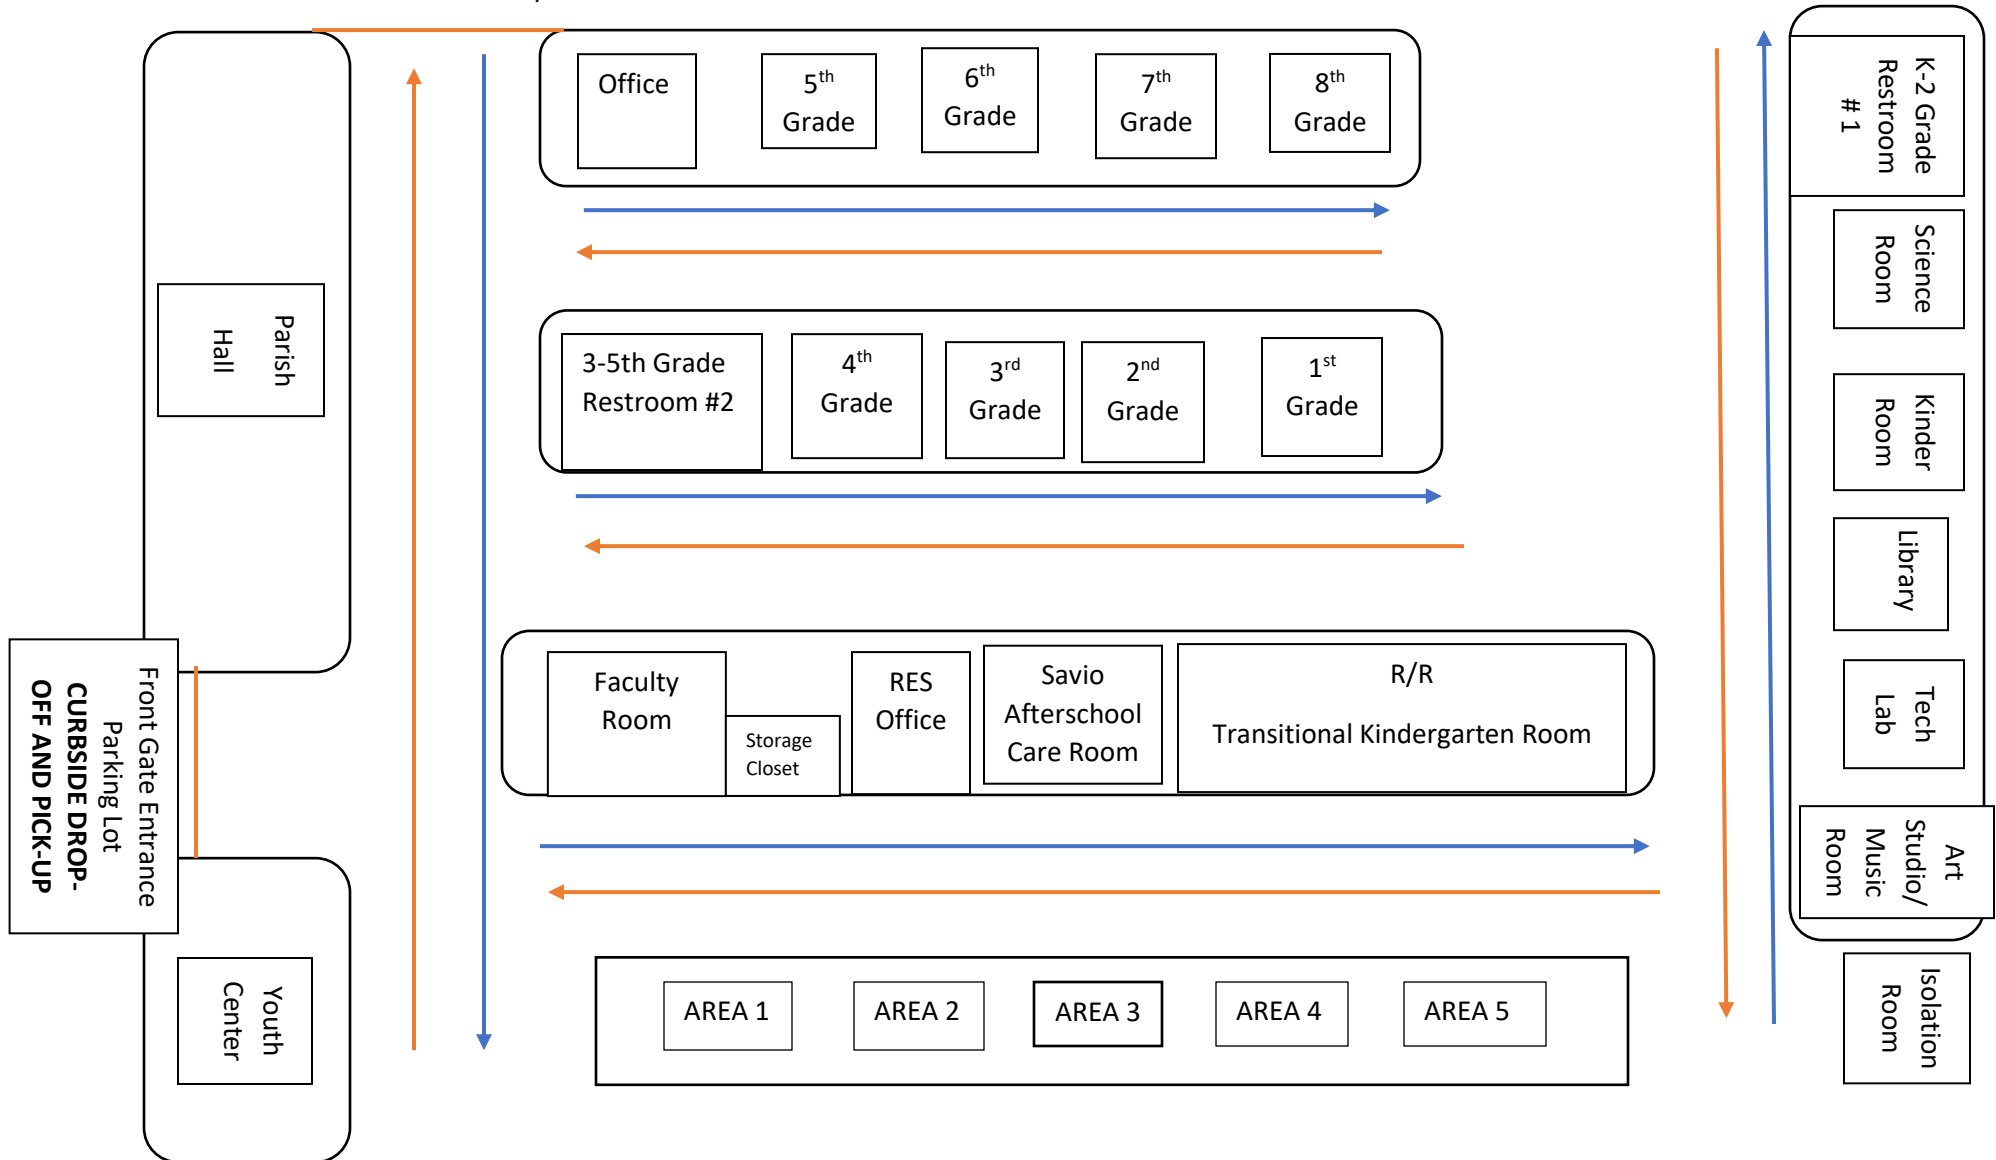 Office
5th
Grade
6th
Grade
7th
Grade
8th
Grade
K-2 Grade
Restroom
# 1
Science
Room
Parish
Hall
3-5th Grade
Restroom #2
4th
Grade
3rd
Grade
2nd
Grade
1st
Grade
Kinder
Room
Library
Front Gate Entrance
Parking Lot
CURBSIDE DROP-
OFF AND PICK-UP
Faculty
Room
Storage
Closet
RES
Office
Savio
Afterschool
Care Room
R/R
Transitional Kindergarten Room
Tech
Lab
Art
Studio/
Music
Room
Youth
Center
AREA 1
AREA 2
AREA 3
AREA 4
AREA 5
Isolation
Room